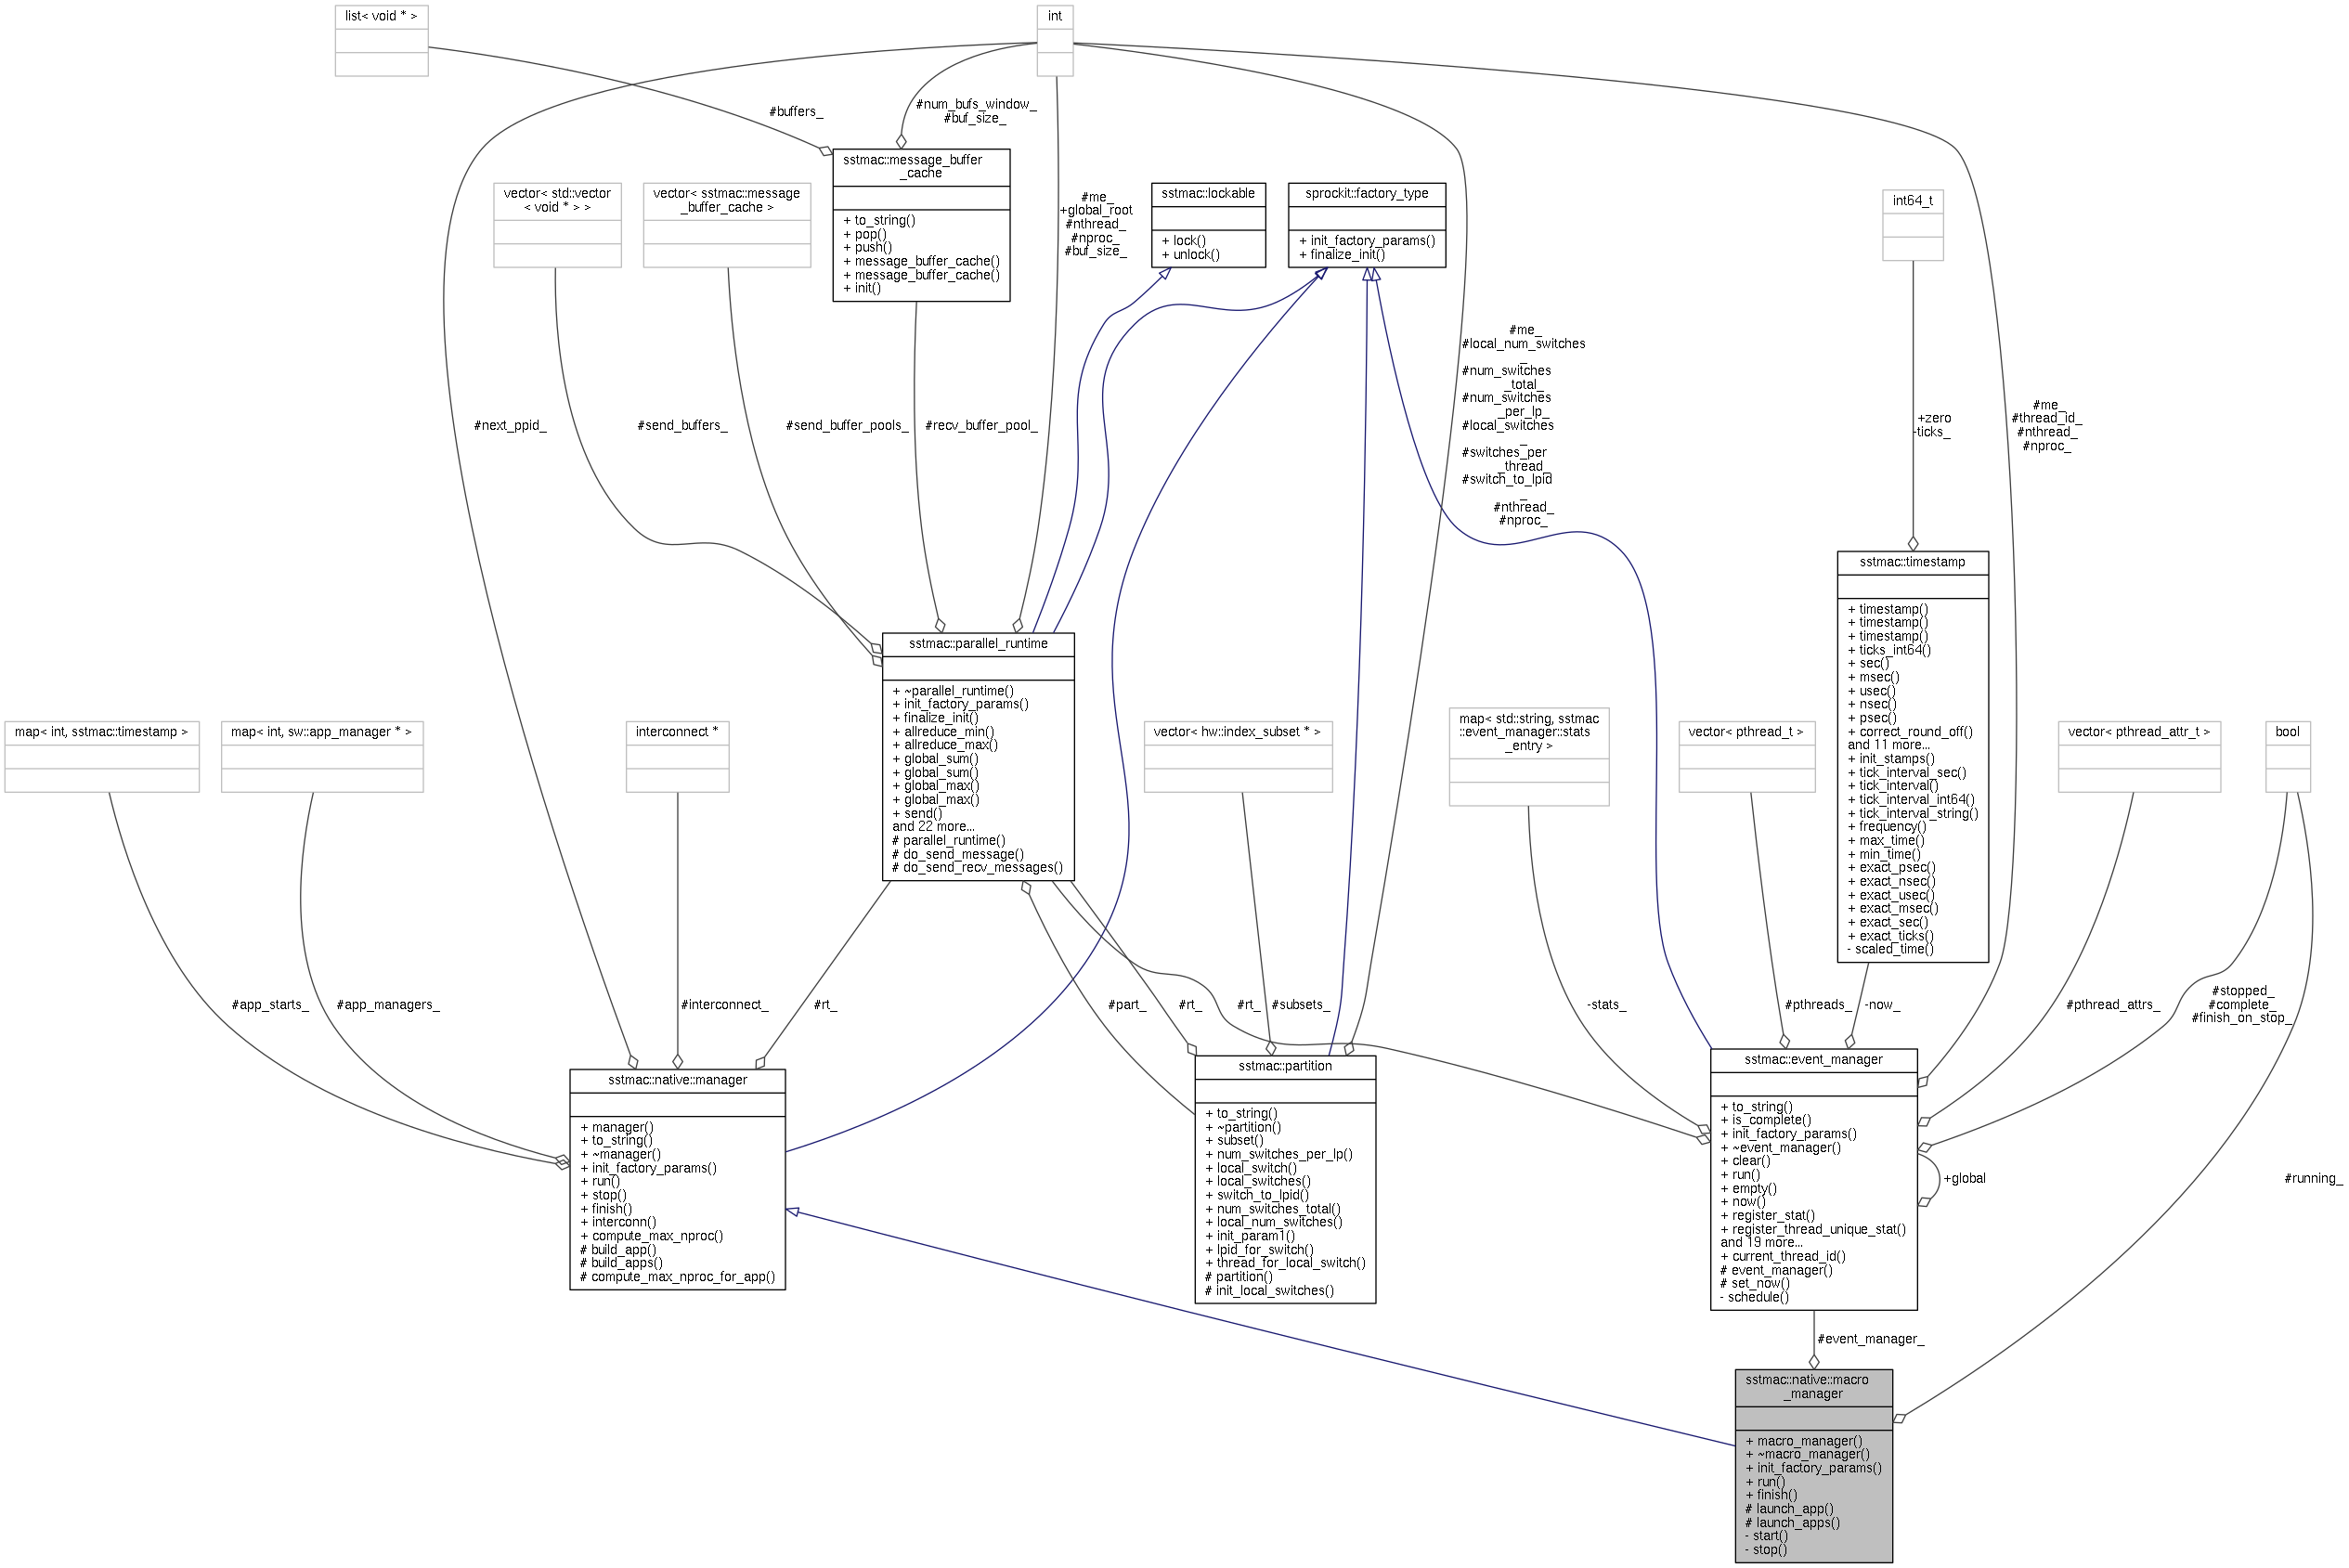 list< void * >
int
#buffers_
#num_bufs_window_
#buf_size_
sstmac::message_buffer
_cache
+ to_string()
+ pop()
+ push()
+ message_buffer_cache()
+ message_buffer_cache()
+ init()
vector< std::vector
< void * > >
vector< sstmac::message
_buffer_cache >
#me_
+global_root
#nthread_
#nproc_
#buf_size_
sstmac::lockable
+ lock()
+ unlock()
sprockit::factory_type
+ init_factory_params()
+ finalize_init()
int64_t
#me_
#local_num_switches
_
#num_switches
_total_
#num_switches
_per_lp_
#local_switches
_
#switches_per
_thread_
#switch_to_lpid
_
#nthread_
#nproc_
#next_ppid_
#send_buffers_
#send_buffer_pools_
#recv_buffer_pool_
+zero
-ticks_
#me_
#thread_id_
#nthread_
#nproc_
sstmac::timestamp
+ timestamp()
+ timestamp()
+ timestamp()
+ ticks_int64()
+ sec()
+ msec()
+ usec()
+ nsec()
+ psec()
+ correct_round_off()
and 11 more...
+ init_stamps()
+ tick_interval_sec()
+ tick_interval()
+ tick_interval_int64()
+ tick_interval_string()
+ frequency()
+ max_time()
+ min_time()
+ exact_psec()
+ exact_nsec()
+ exact_usec()
+ exact_msec()
+ exact_sec()
+ exact_ticks()
- scaled_time()
sstmac::parallel_runtime
+ ~parallel_runtime()
+ init_factory_params()
+ finalize_init()
+ allreduce_min()
+ allreduce_max()
+ global_sum()
+ global_sum()
+ global_max()
+ global_max()
+ send()
and 22 more...
# parallel_runtime()
# do_send_message()
# do_send_recv_messages()
map< int, sstmac::timestamp >
map< int, sw::app_manager * >
interconnect *
vector< hw::index_subset * >
map< std::string, sstmac
::event_manager::stats
_entry >
vector< pthread_t >
vector< pthread_attr_t >
bool
#app_starts_
#app_managers_
#interconnect_
#rt_
#part_
#rt_
#rt_
#subsets_
-stats_
#pthreads_
-now_
#pthread_attrs_
#stopped_
#complete_
#finish_on_stop_
sstmac::native::manager
+ manager()
+ to_string()
+ ~manager()
+ init_factory_params()
+ run()
+ stop()
+ finish()
+ interconn()
+ compute_max_nproc()
# build_app()
# build_apps()
# compute_max_nproc_for_app()
sstmac::partition
+ to_string()
+ ~partition()
+ subset()
+ num_switches_per_lp()
+ local_switch()
+ local_switches()
+ switch_to_lpid()
+ num_switches_total()
+ local_num_switches()
+ init_param1()
+ lpid_for_switch()
+ thread_for_local_switch()
# partition()
# init_local_switches()
sstmac::event_manager
+ to_string()
+ is_complete()
+ init_factory_params()
+ ~event_manager()
+ clear()
+ run()
+ empty()
+ now()
+ register_stat()
+ register_thread_unique_stat()
and 19 more...
+ current_thread_id()
# event_manager()
# set_now()
- schedule()
+global
#running_
#event_manager_
sstmac::native::macro
_manager
+ macro_manager()
+ ~macro_manager()
+ init_factory_params()
+ run()
+ finish()
# launch_app()
# launch_apps()
- start()
- stop()